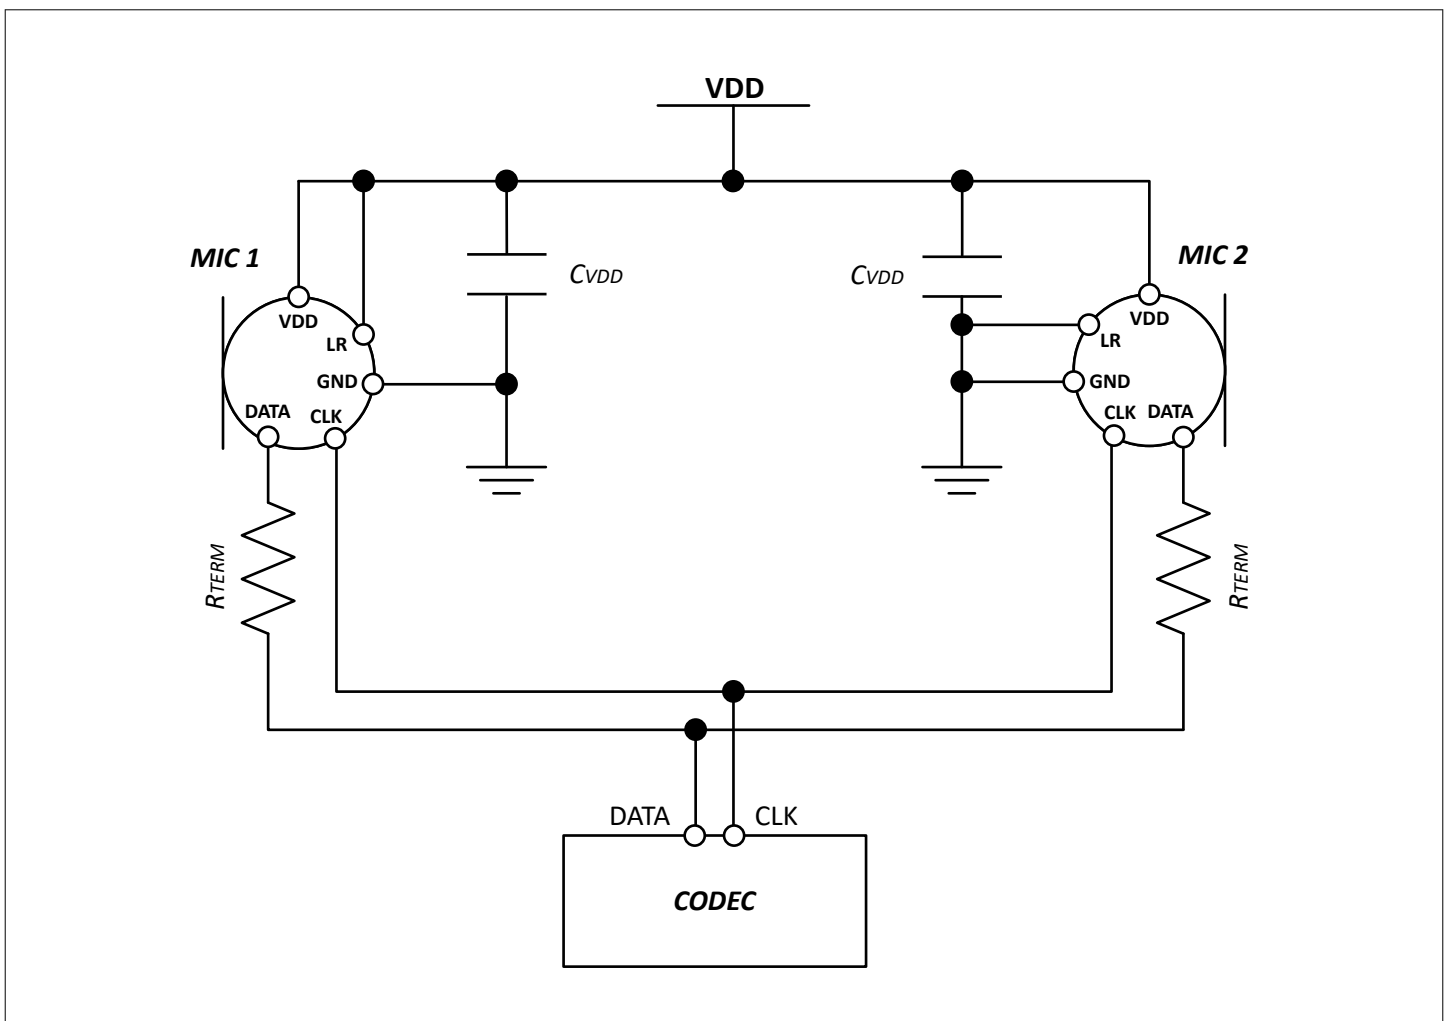 VDD
MIC 1
MIC 2
CVDD
CVDD
VDD
LR
GND
DATA
CLK
VDD
LR
GND
CLK
DATA
RTERM
RTERM
DATA
CLK
CODEC